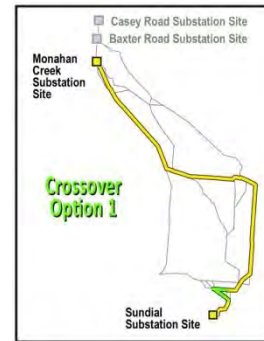 Casey Road Substation Site
Baxter Road Substation Site
Monahan
Creek
Substation
Site
Crossover
Option 1
Sundial
Substation Site